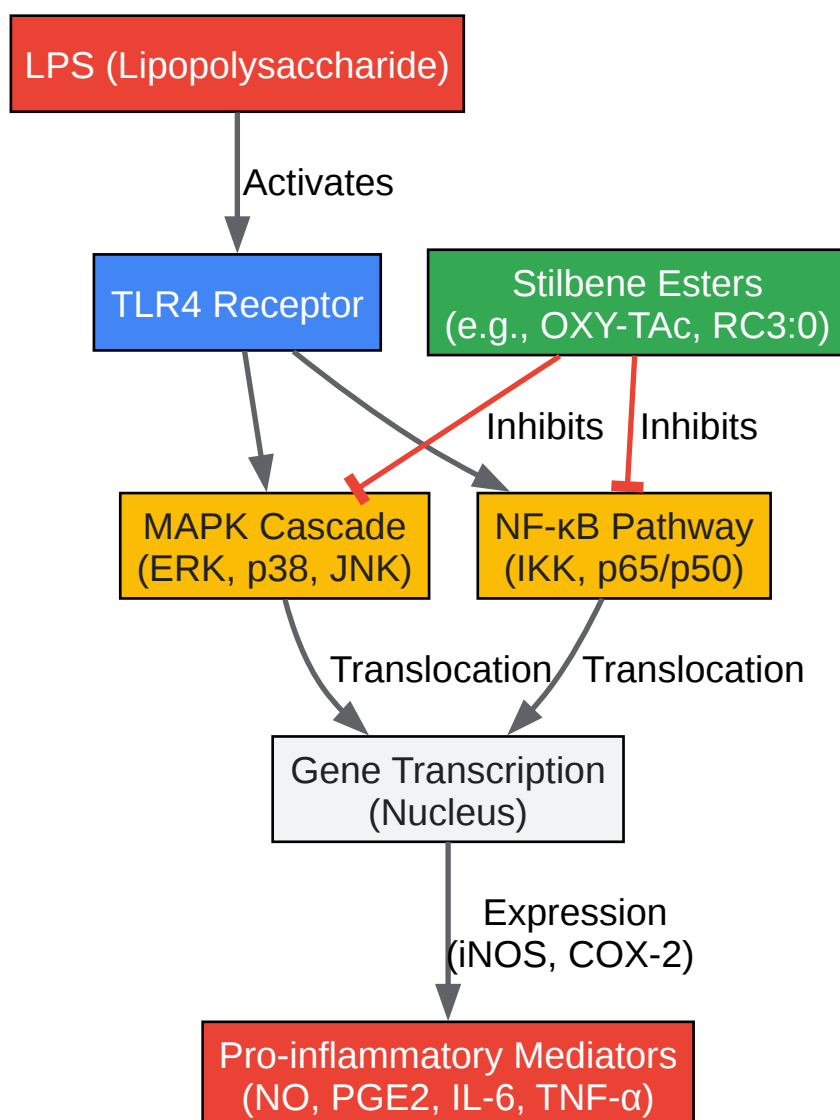 LPS (Lipopolysaccharide)
Activates
TLR4 Receptor
Stilbene Esters
(e.g., OXY-TAc, RC3:0)
Inhibits
Inhibits
MAPK Cascade
(ERK, p38, JNK)
NF-κB Pathway
(IKK, p65/p50)
Translocation
Translocation
Gene Transcription
(Nucleus)
Expression
(iNOS, COX-2)
Pro-inflammatory Mediators
(NO, PGE2, IL-6, TNF-α)